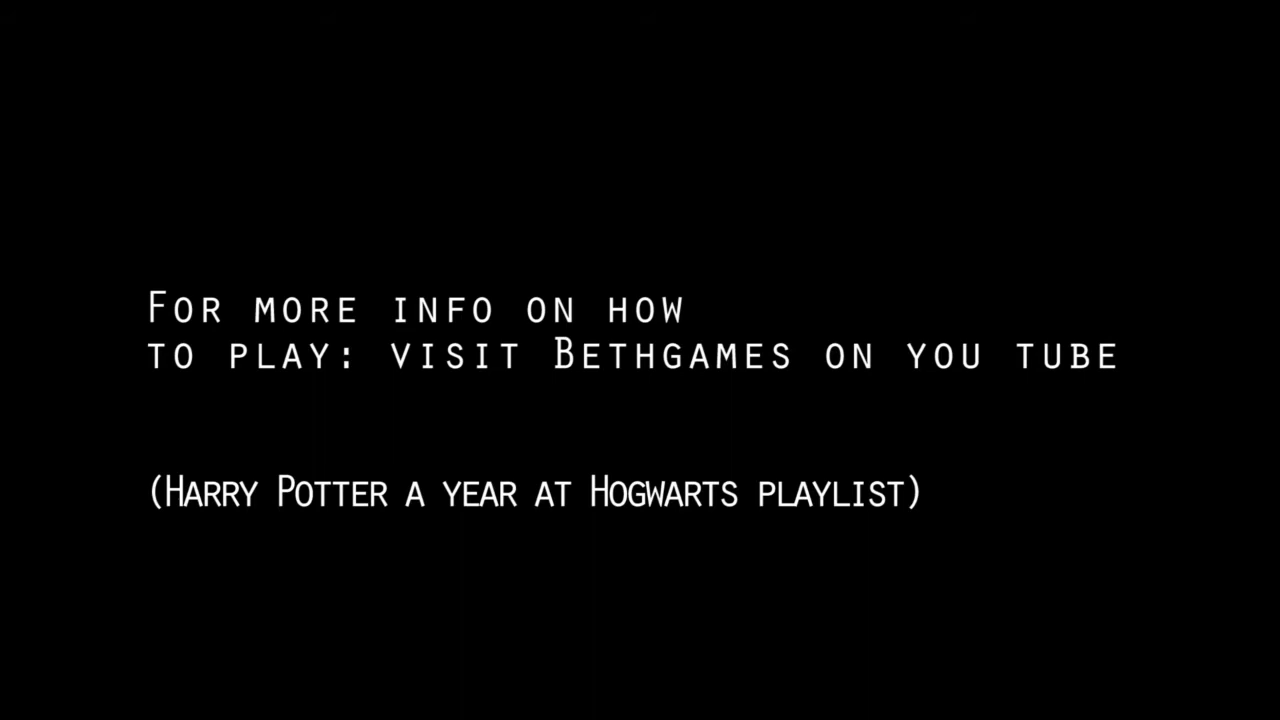 For more info on how
to play: visit Bethgames on you tube
(Harry Potter a year at Hogwarts playlist)